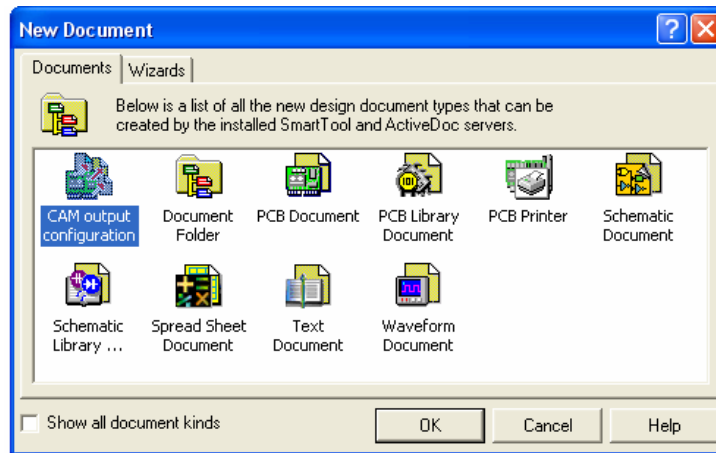 New Document
Documents
Wizards
Below is a list of all the new design document types that can be
created by the installed SmartTool and ActiveDoc servers.
CAM output
configuration
Document
Folder
PCB Document
PCB Library
Document
PCB Printer
Schematic
Document
Schematic
Library ...
Spread Sheet
Document
Text
Document
Waveform
Document
Show all document kinds
OK
Cancel
Help